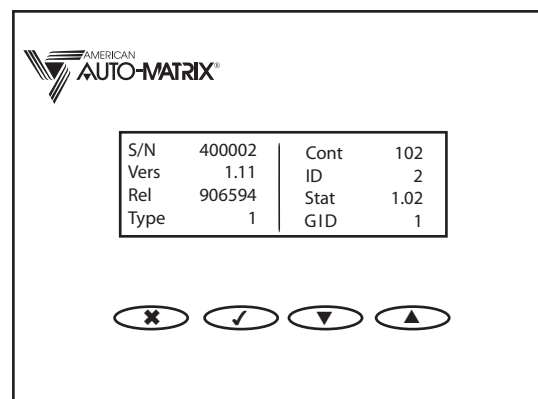 AMERICAN
AUTO-MATRIX®
S/N 400002 Cont 102
Vers 1.11 ID 2
Rel 906594 Stat 1.02
Type 1 GID 1